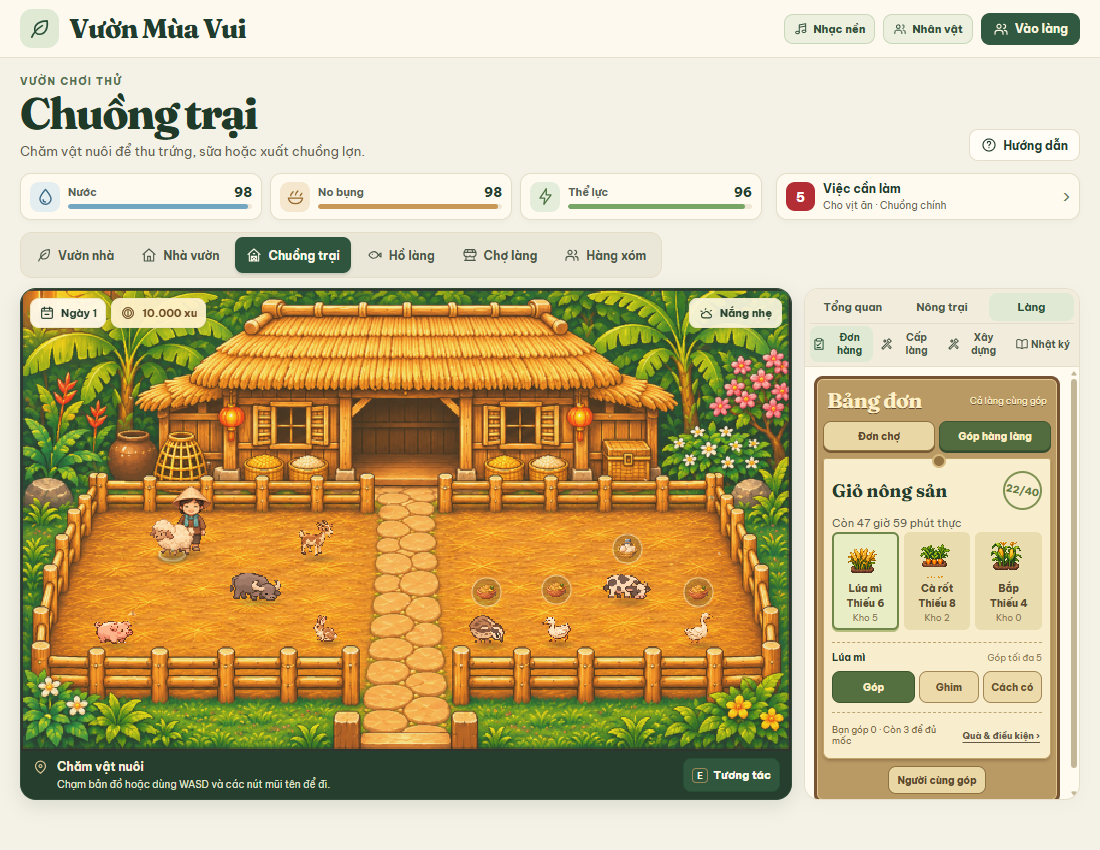 Vườn Mùa Vui
Nhạc nền
Nhân vật
Vào làng
VƯỜN CHƠI THỬ
Chuồng trại
Chăm vật nuôi để thu trứng, sữa hoặc xuất chuồng lợn.
Hướng dẫn
Nước 98
No bụng 98
Thể lực 96
5
Việc cần làm
Cho vịt ăn · Chuồng chính
Vườn nhà
Nhà vườn
Chuồng trại
Hồ làng
Chợ làng
Hàng xóm
Ngày 1
10.000 xu
Nắng nhẹ
Chăm vật nuôi
Chạm bản đồ hoặc dùng WASD và các nút mũi tên để đi.
E Tương tác
Tổng quan
Nông trại
Làng
Đơn
hàng
Cấp
làng
Xây
dựng
Nhật ký
Bảng đơn
Cả làng cùng góp
Đơn chợ
Góp hàng làng
Giỏ nông sản
22/40
Còn 47 giờ 59 phút thực
Lúa mì
Thiếu 6
Kho 5
Cà rốt
Thiếu 8
Kho 2
Bắp
Thiếu 4
Kho 0
Lúa mì
Góp tối đa 5
Góp
Ghim
Cách có
Bạn góp 0 · Còn 3 để đủ
mốc
Quà & điều kiện ›
Người cùng góp